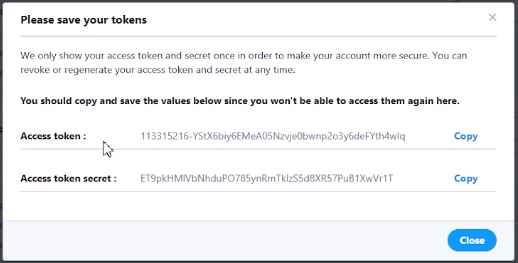 Please save your tokens
We only show your access token and secret once in order to make your account more secure. You can
revoke or regenerate your access token and secret at any time.
You should copy and save the values below since you won't be able to access them again here.
Access token :
113315216-YStX6biy6EMeA05Nzvje0bwnp2o3y6deFYth4wlq
Copy
Access token secret :
ET9pkHMlVbNhduPO785ynRmTklzS5d8XR57PuB1XwVr1T
Copy
Close